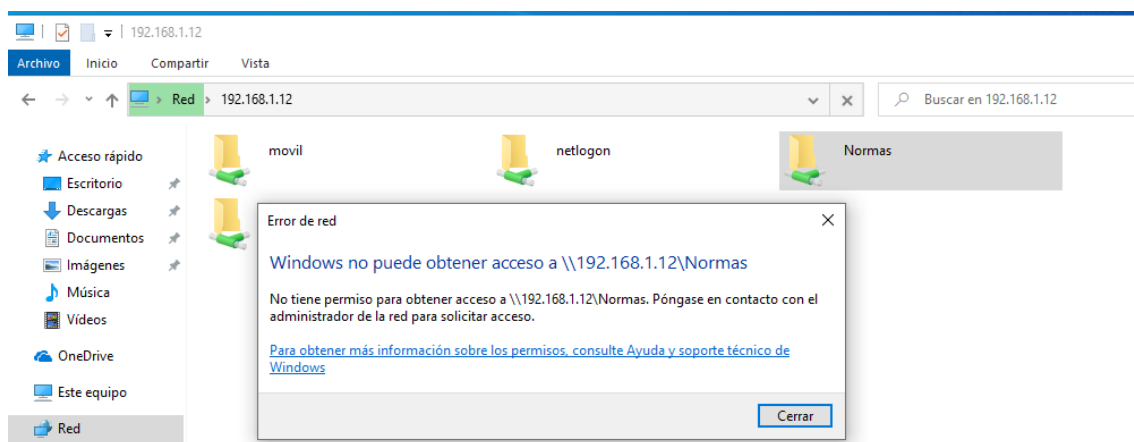 192.168.1.12
Archivo Inicio Compartir Vista
Red 192.168.1.12 Buscar en 192.168.1.12
Acceso rápido
Escritorio
Descargas
Documentos
Imágenes
Música
Vídeos
OneDrive
Este equipo
Red
movil netlogon Normas
Error de red
Windows no puede obtener acceso a \\192.168.1.12\Normas
No tiene permiso para obtener acceso a \\192.168.1.12\Normas. Póngase en contacto con el
administrador de la red para solicitar acceso.
Para obtener más información sobre los permisos, consulte Ayuda y soporte técnico de
Windows
Cerrar